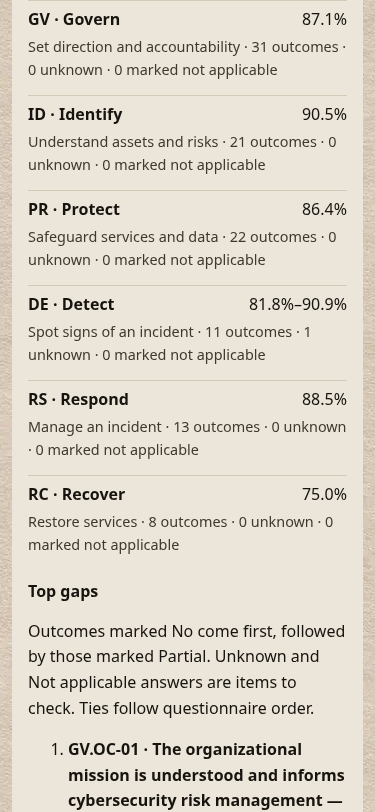 GV · Govern 87.1%
Set direction and accountability · 31 outcomes ·
0 unknown · 0 marked not applicable
ID · Identify 90.5%
Understand assets and risks · 21 outcomes · 0
unknown · 0 marked not applicable
PR · Protect 86.4%
Safeguard services and data · 22 outcomes · 0
unknown · 0 marked not applicable
DE · Detect 81.8%–90.9%
Spot signs of an incident · 11 outcomes · 1
unknown · 0 marked not applicable
RS · Respond 88.5%
Manage an incident · 13 outcomes · 0 unknown
· 0 marked not applicable
RC · Recover 75.0%
Restore services · 8 outcomes · 0 unknown · 0
marked not applicable
Top gaps
Outcomes marked No come first, followed
by those marked Partial. Unknown and
Not applicable answers are items to
check. Ties follow questionnaire order.
1. GV.OC-01 · The organizational
mission is understood and informs
cybersecurity risk management —